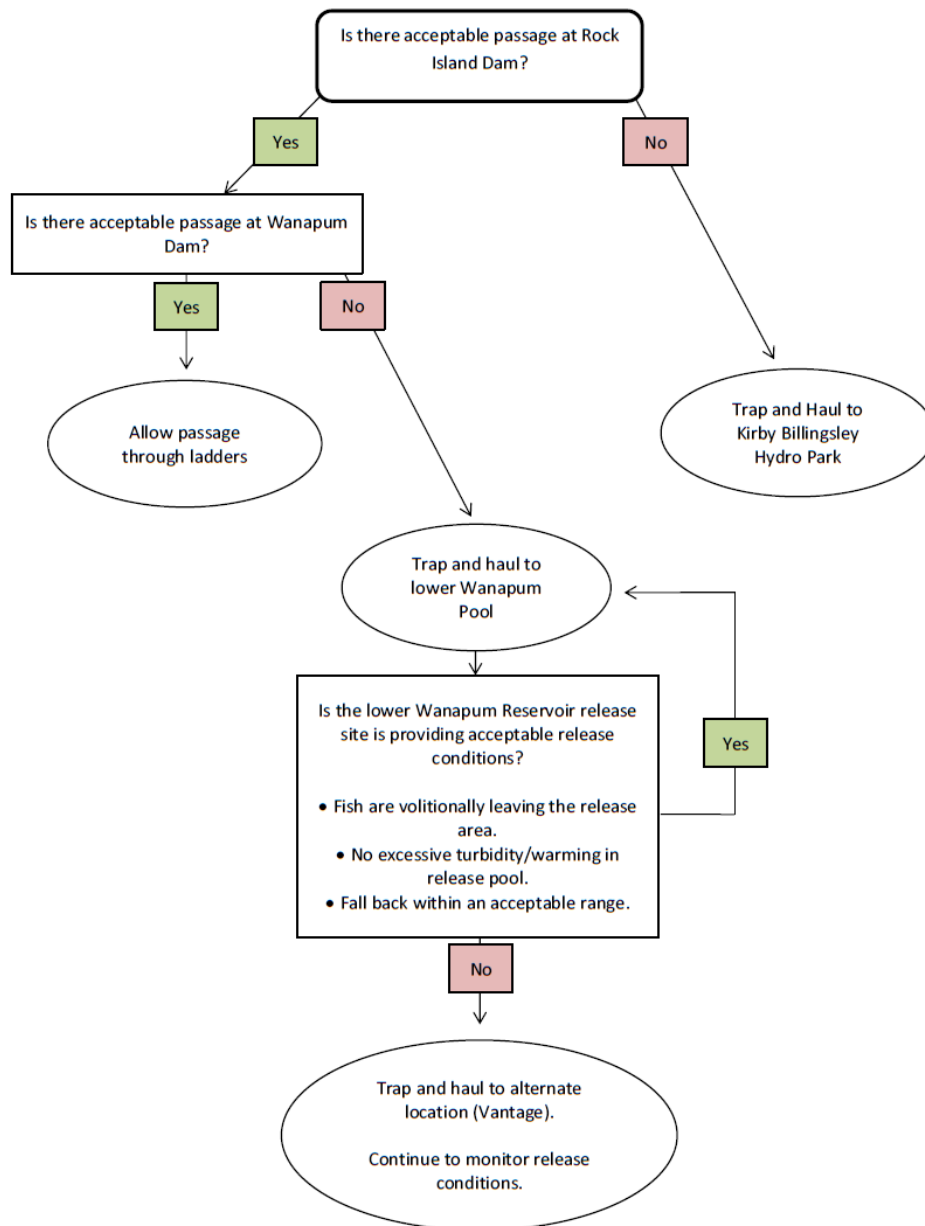 Is there acceptable passage at Rock
Island Dam?
Yes
No
Is there acceptable passage at Wanapum
Dam?
Yes
No
Allow passage
through ladders
Trap and Haul to
Kirby Billingsley
Hydro Park
Trap and haul to
lower Wanapum
Pool
Is the lower Wanapum Reservoir release
site is providing acceptable release
conditions?
• Fish are volitionally leaving the release
area.
• No excessive turbidity/warming in
release pool.
• Fall back within an acceptable range.
Yes
No
Trap and haul to alternate
location (Vantage).
Continue to monitor release
conditions.